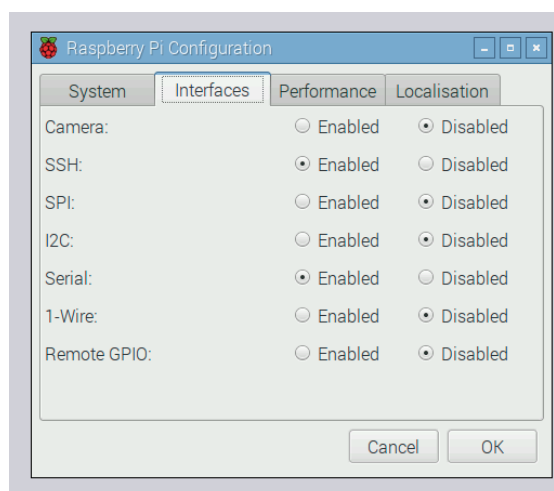 Raspberry Pi Configuration
System Interfaces Performance Localisation
Camera: Enabled Disabled
SSH: Enabled Disabled
SPI: Enabled Disabled
I2C: Enabled Disabled
Serial: Enabled Disabled
1-Wire: Enabled Disabled
Remote GPIO: Enabled Disabled
Cancel OK